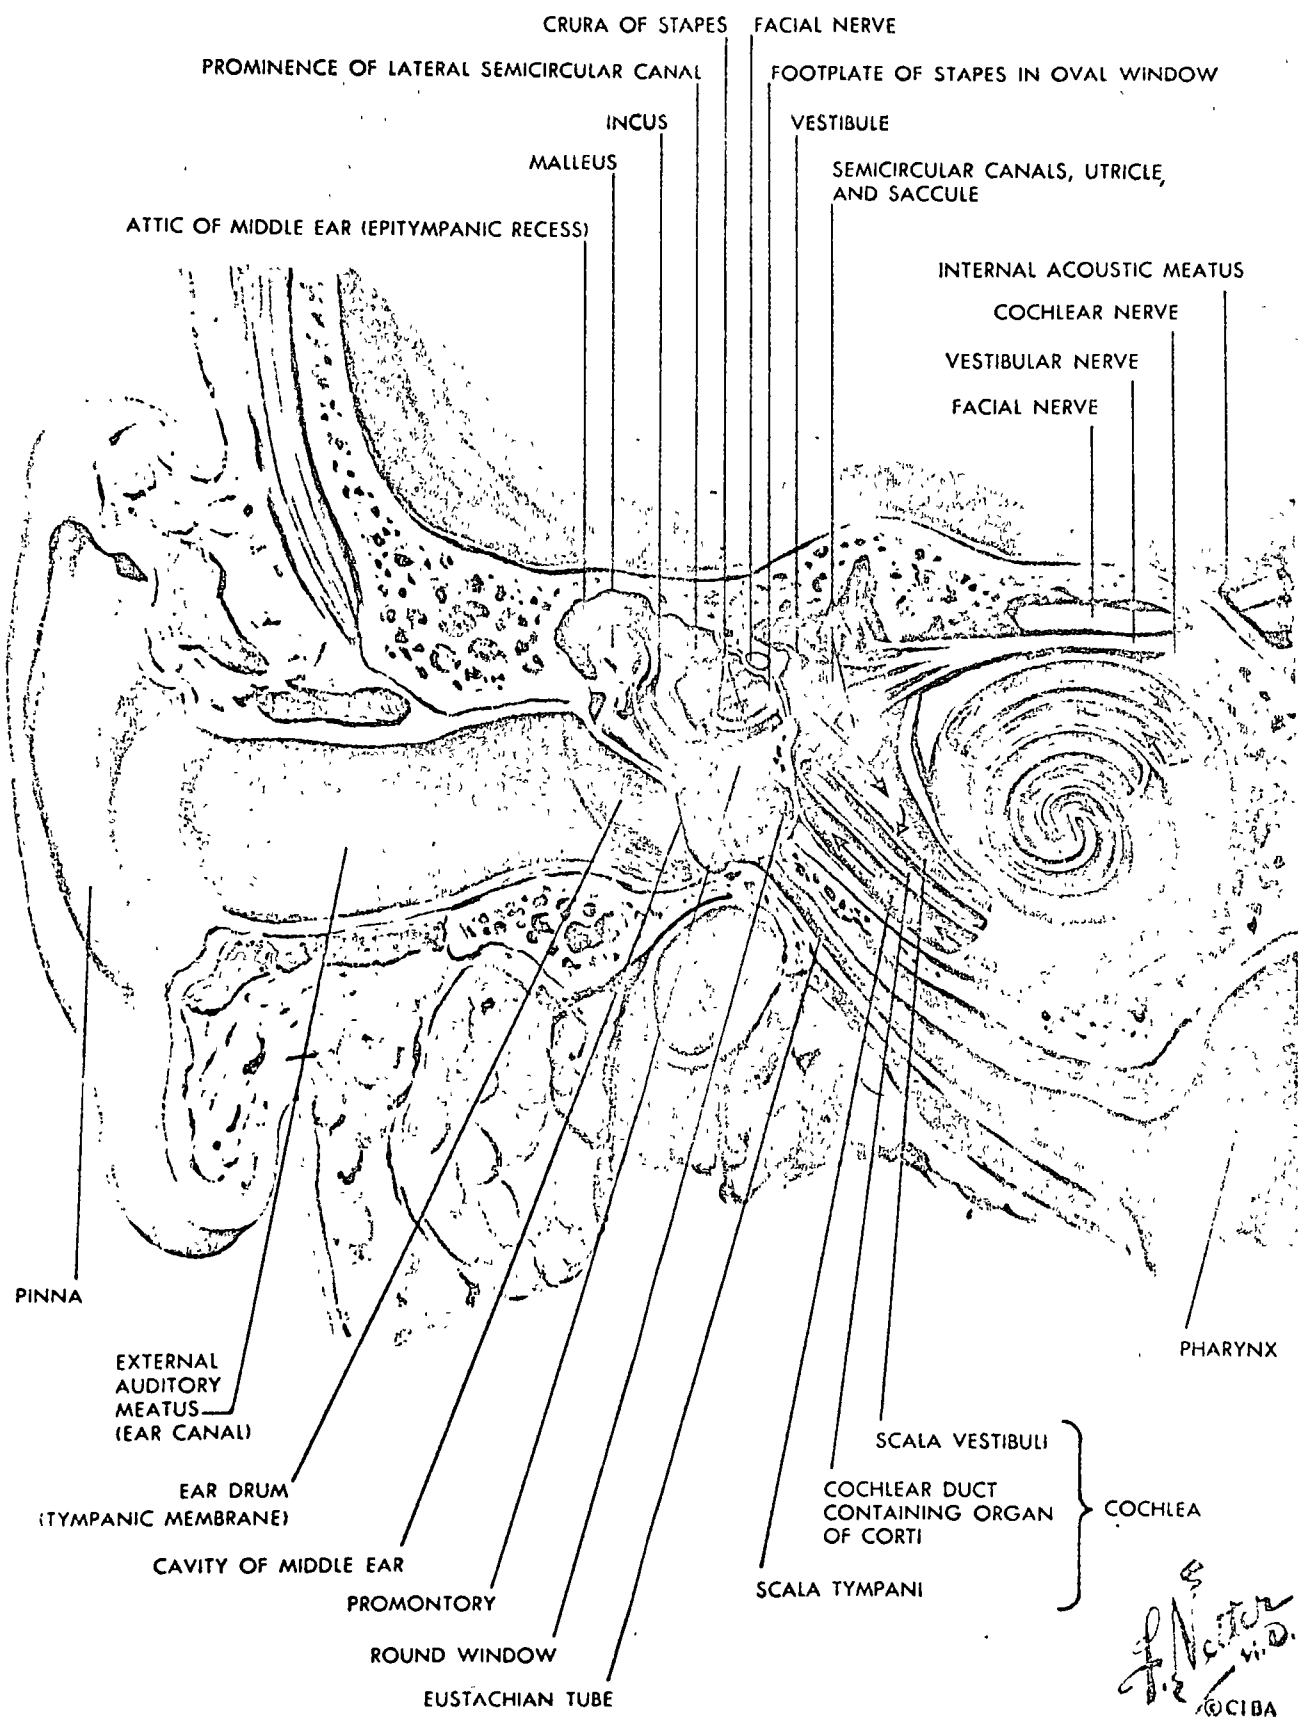 CRURA OF STAPES
FACIAL NERVE
PROMINENCE OF LATERAL SEMICIRCULAR CANAL
FOOTPLATE OF STAPES IN OVAL WINDOW
INCUS
VESTIBULE
MALLEUS
SEMICIRCULAR CANALS, UTRICLE,
AND SACCULE
ATTIC OF MIDDLE EAR (EPITYMPANIC RECESS)
INTERNAL ACOUSTIC MEATUS
COCHLEAR NERVE
VESTIBULAR NERVE
FACIAL NERVE
PINNA
PHARYNX
EXTERNAL
AUDITORY
MEATUS
(EAR CANAL)
SCALA VESTIBULI
EAR DRUM
(TYMPANIC MEMBRANE)
COCHLEAR DUCT
CONTAINING ORGAN
OF CORTI
COCHLEA
CAVITY OF MIDDLE EAR
SCALA TYMPANI
PROMONTORY
ROUND WINDOW
EUSTACHIAN TUBE
F. Netter
M.D.
© CIBA